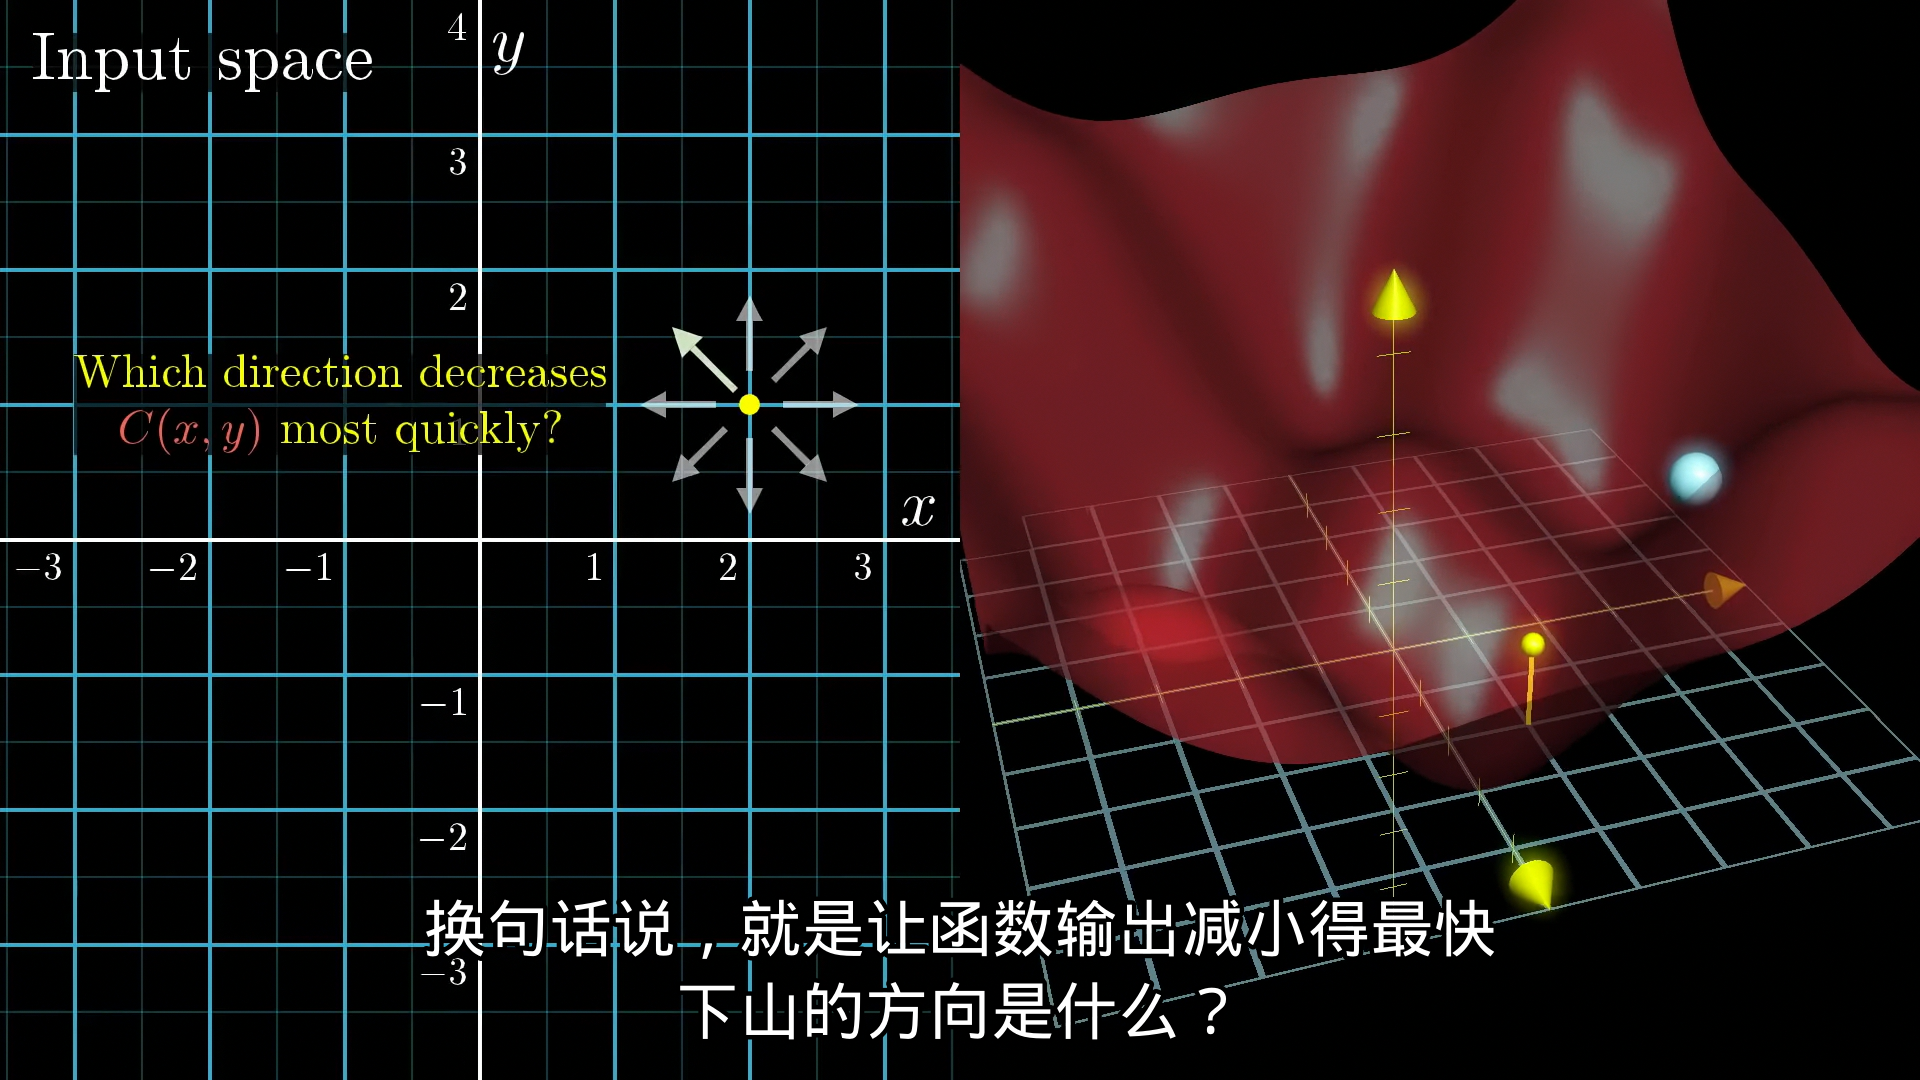 Input space
y
4
3
2
Which direction decreases
C(x, y) most quickly?
1
x
−3 −2 −1 1 2 3
−1
−2
−3
换句话说，就是让函数输出减小得最快
下山的方向是什么？